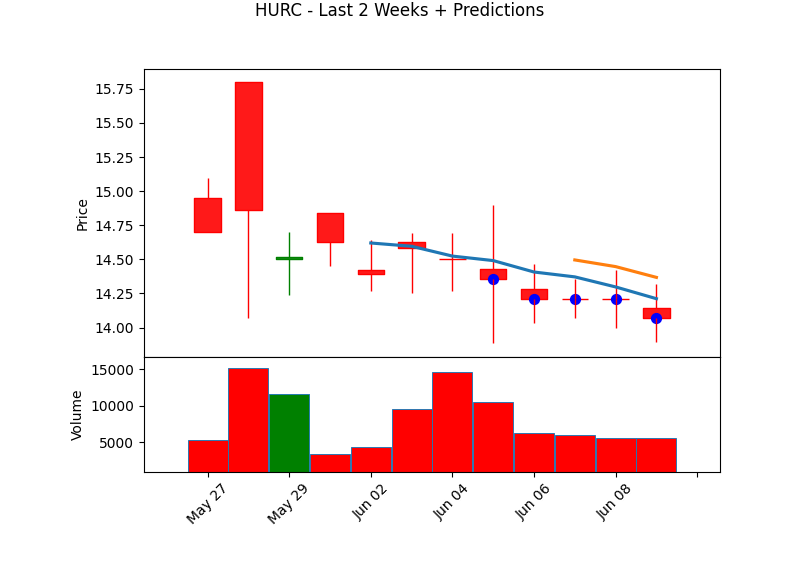 HURC - Last 2 Weeks + Predictions
Price
15.75
15.50
15.25
15.00
14.75
14.50
14.25
14.00
Volume
15000
10000
5000
May 27
May 29
Jun 02
Jun 04
Jun 06
Jun 08